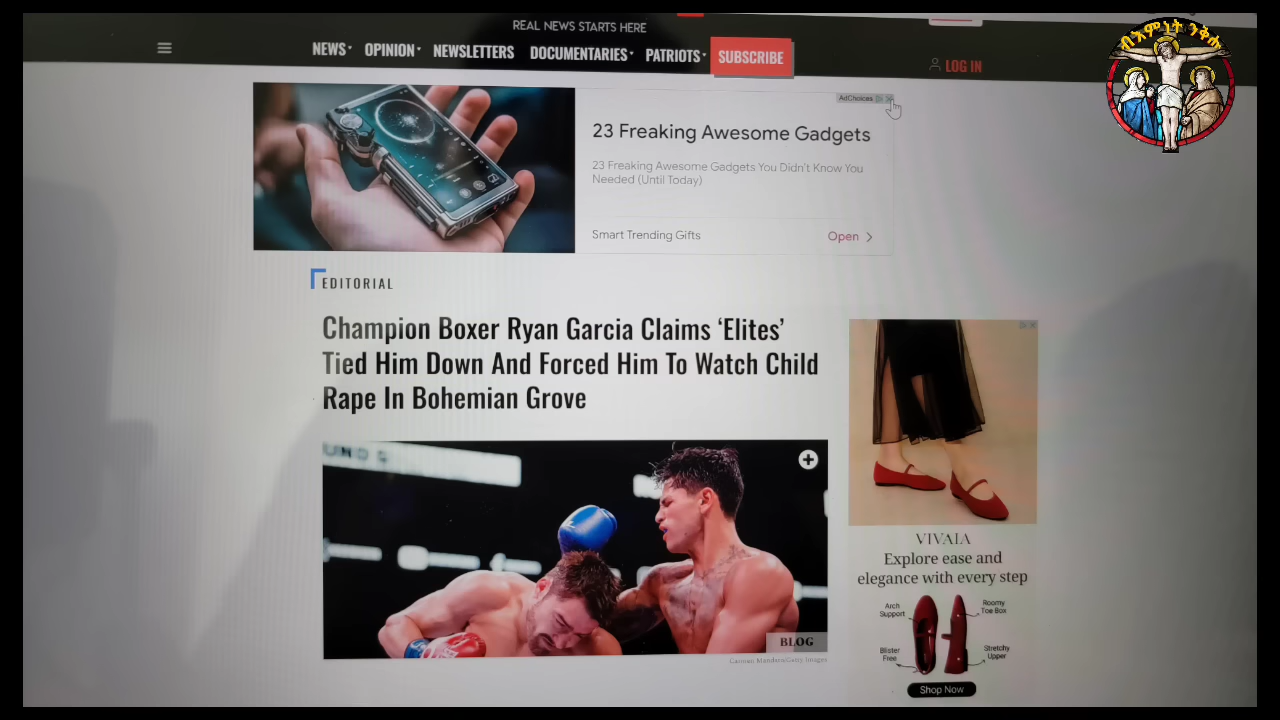 REAL NEWS STARTS HERE
NEWS OPINION NEWSLETTERS DOCUMENTARIES PATRIOTS SUBSCRIBE
LOG IN
በእምነት ንቃሕ
AdChoices
23 Freaking Awesome Gadgets
23 Freaking Awesome Gadgets You Didn't Know You
Needed (Until Today)
Smart Trending Gifts
Open
EDITORIAL
Champion Boxer Ryan Garcia Claims ‘Elites’
Tied Him Down And Forced Him To Watch Child
Rape In Bohemian Grove
BLOG
VIVAIA
Explore ease and
elegance with every step
Arch
Support
Roomy
Toe Box
Blister
Free
Stretchy
Upper
Shop Now